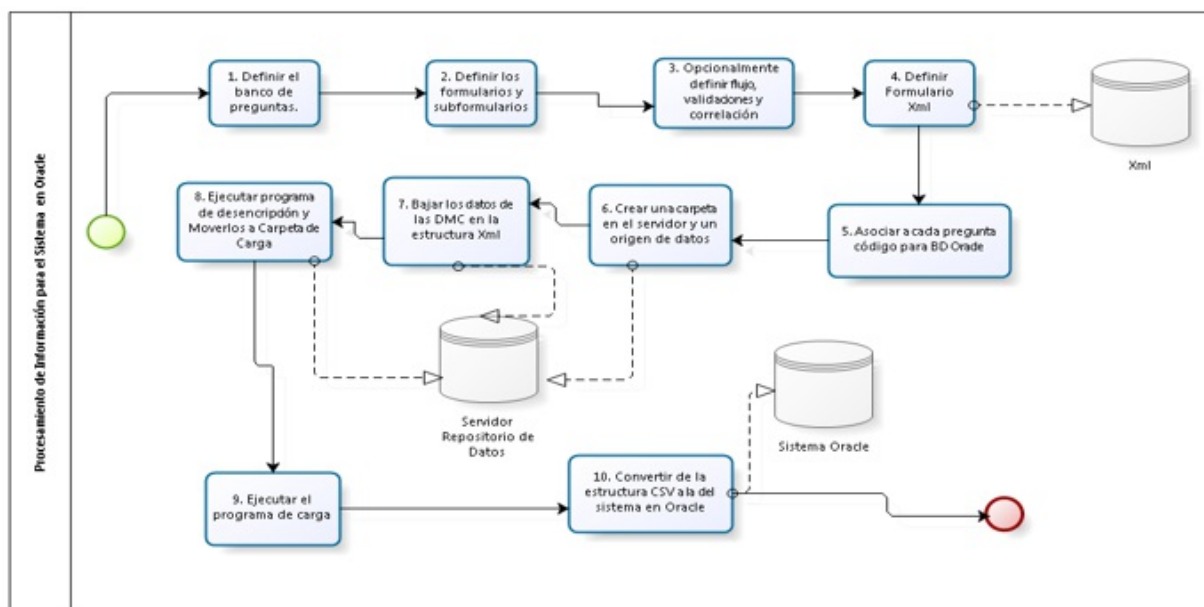 Procesamiento de Información para el Sistema en Oracle
1. Definir el
banco de
preguntas.
2. Definir los
formularios y
subformularios
3. Opcionalmente
definir flujo,
validaciones y
correlación
4. Definir
Formulario
Xml
Xml
8. Ejecutar programa
de desencripción y
Moverlos a Carpeta de
Carga
7. Bajar los datos de
las DMC en la
estructura Xml
6. Crear una carpeta
en el servidor y un
origen de datos
5. Asociar a cada pregunta
código para BD Oracle
Servidor
Repositorio de
Datos
Sistema Oracle
9. Ejecutar el
programa de carga
10. Convertir de la
estructura CSV a la del
sistema en Oracle